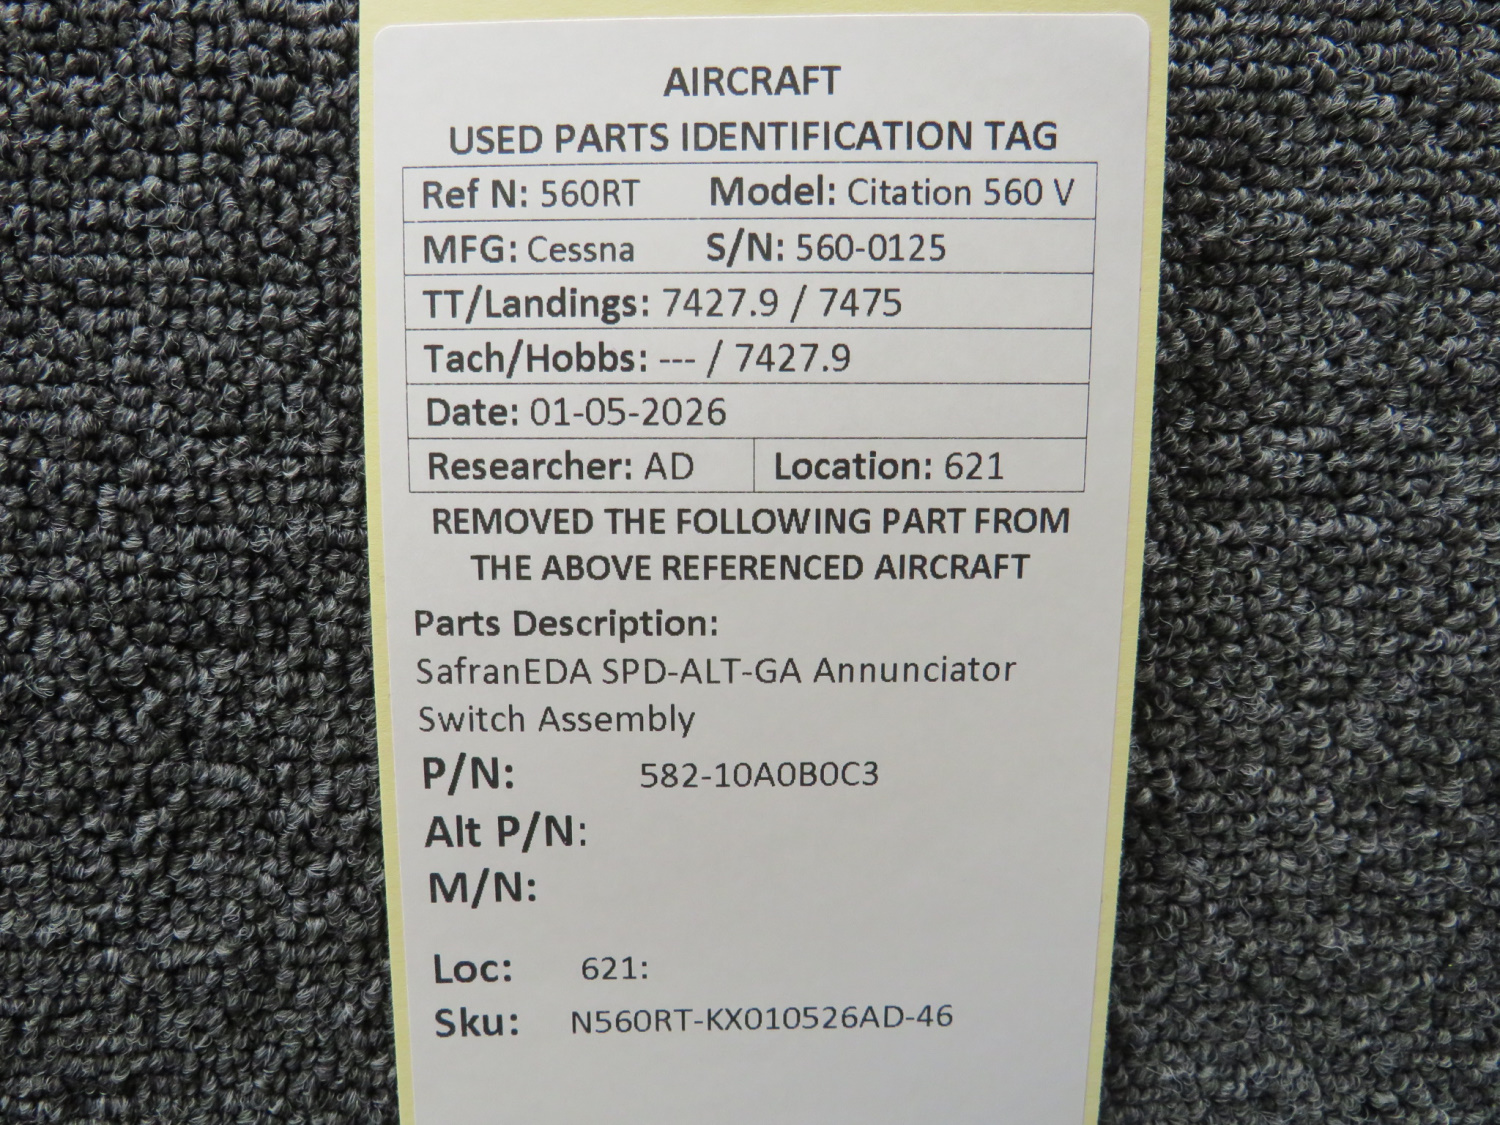 AIRCRAFT
USED PARTS IDENTIFICATION TAG
Ref N: 560RT Model: Citation 560 V
MFG: Cessna S/N: 560-0125
TT/Landings: 7427.9 / 7475
Tach/Hobbs: --- / 7427.9
Date: 01-05-2026
Researcher: AD Location: 621
REMOVED THE FOLLOWING PART FROM
THE ABOVE REFERENCED AIRCRAFT
Parts Description:
SafranEDA SPD-ALT-GA Annunciator
Switch Assembly
P/N: 582-10A0B0C3
Alt P/N:
M/N:
Loc: 621:
Sku: N560RT-KX010526AD-46